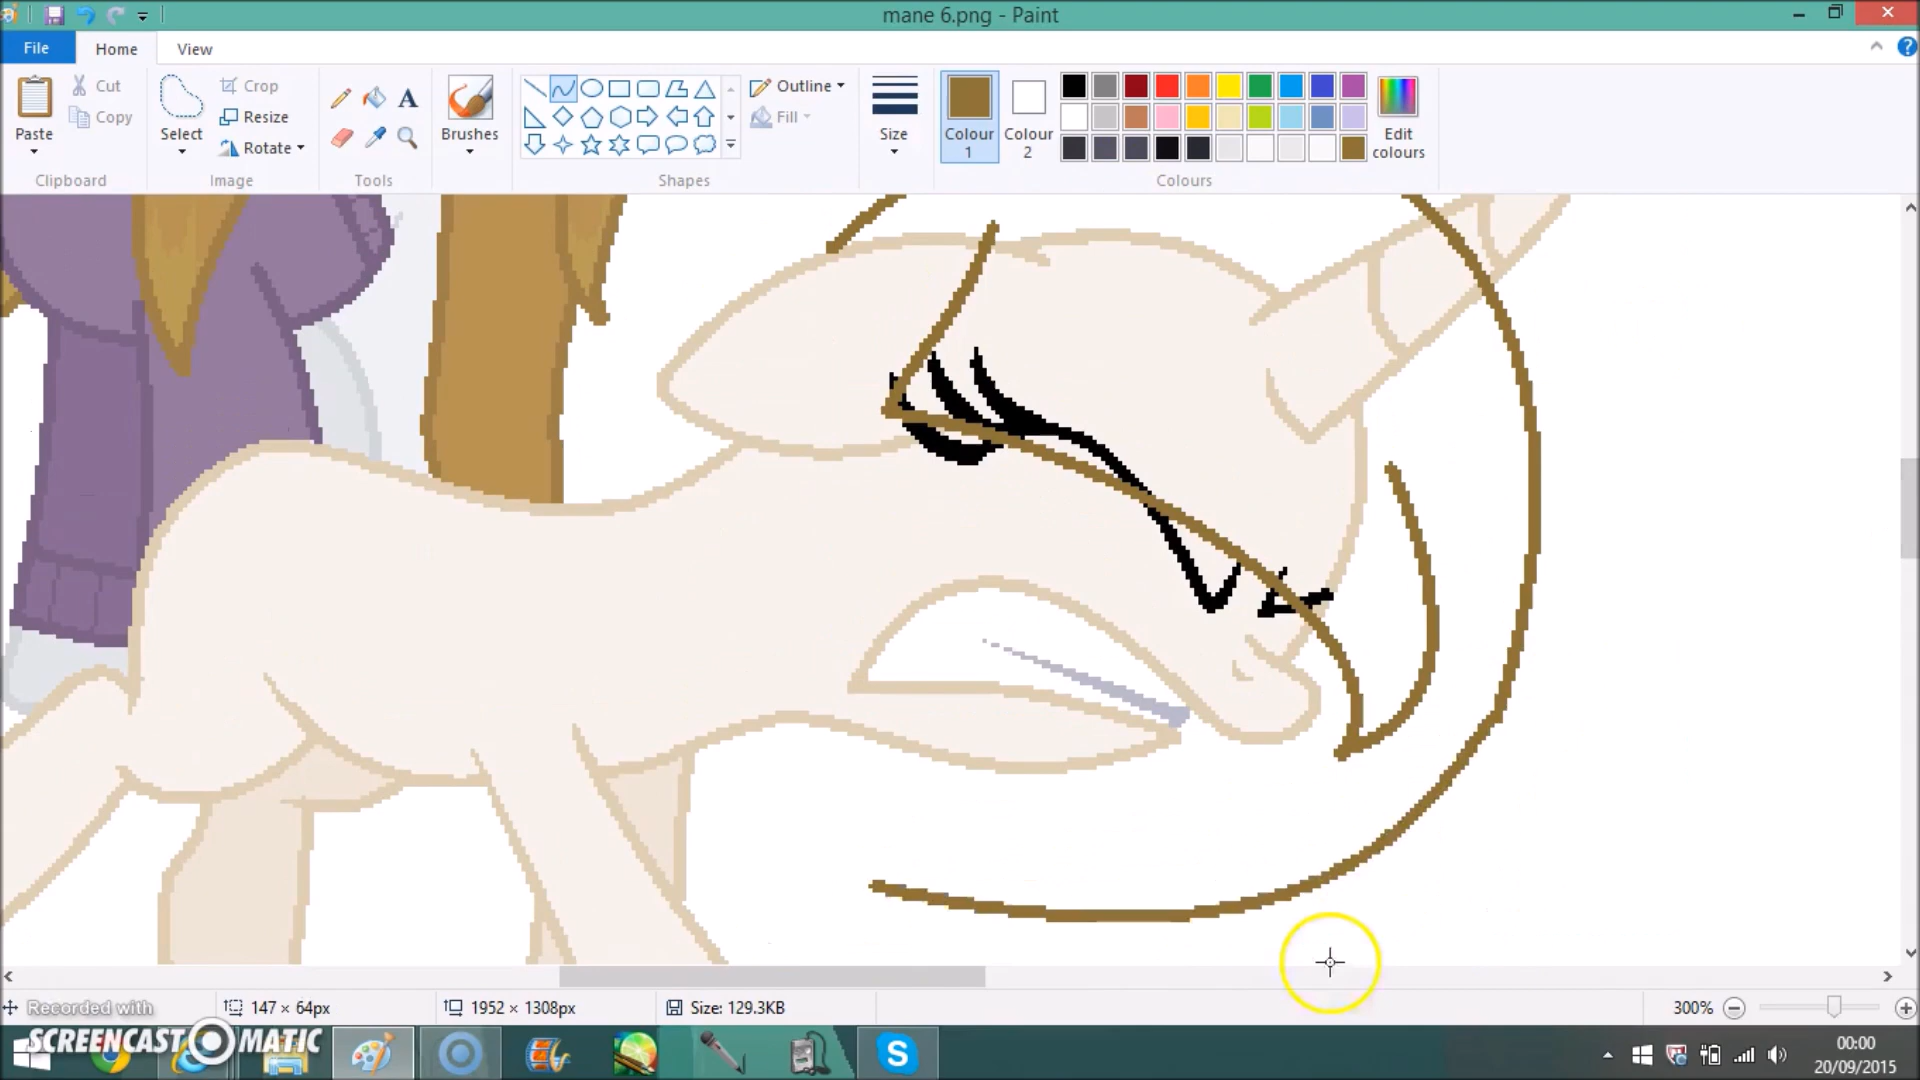 mane 6.png - Paint
File
Home
View
Cut
Copy
Paste
Clipboard
Crop
Resize
Rotate
Select
Image
A
Tools
Brushes
Outline
Fill
Shapes
Size
Colour 1
Colour 2
Edit colours
Colours
147 × 64px
1952 × 1308px
Size: 129.3KB
300%
Recorded with
SCREENCAST MATIC
S
00:00
20/09/2015